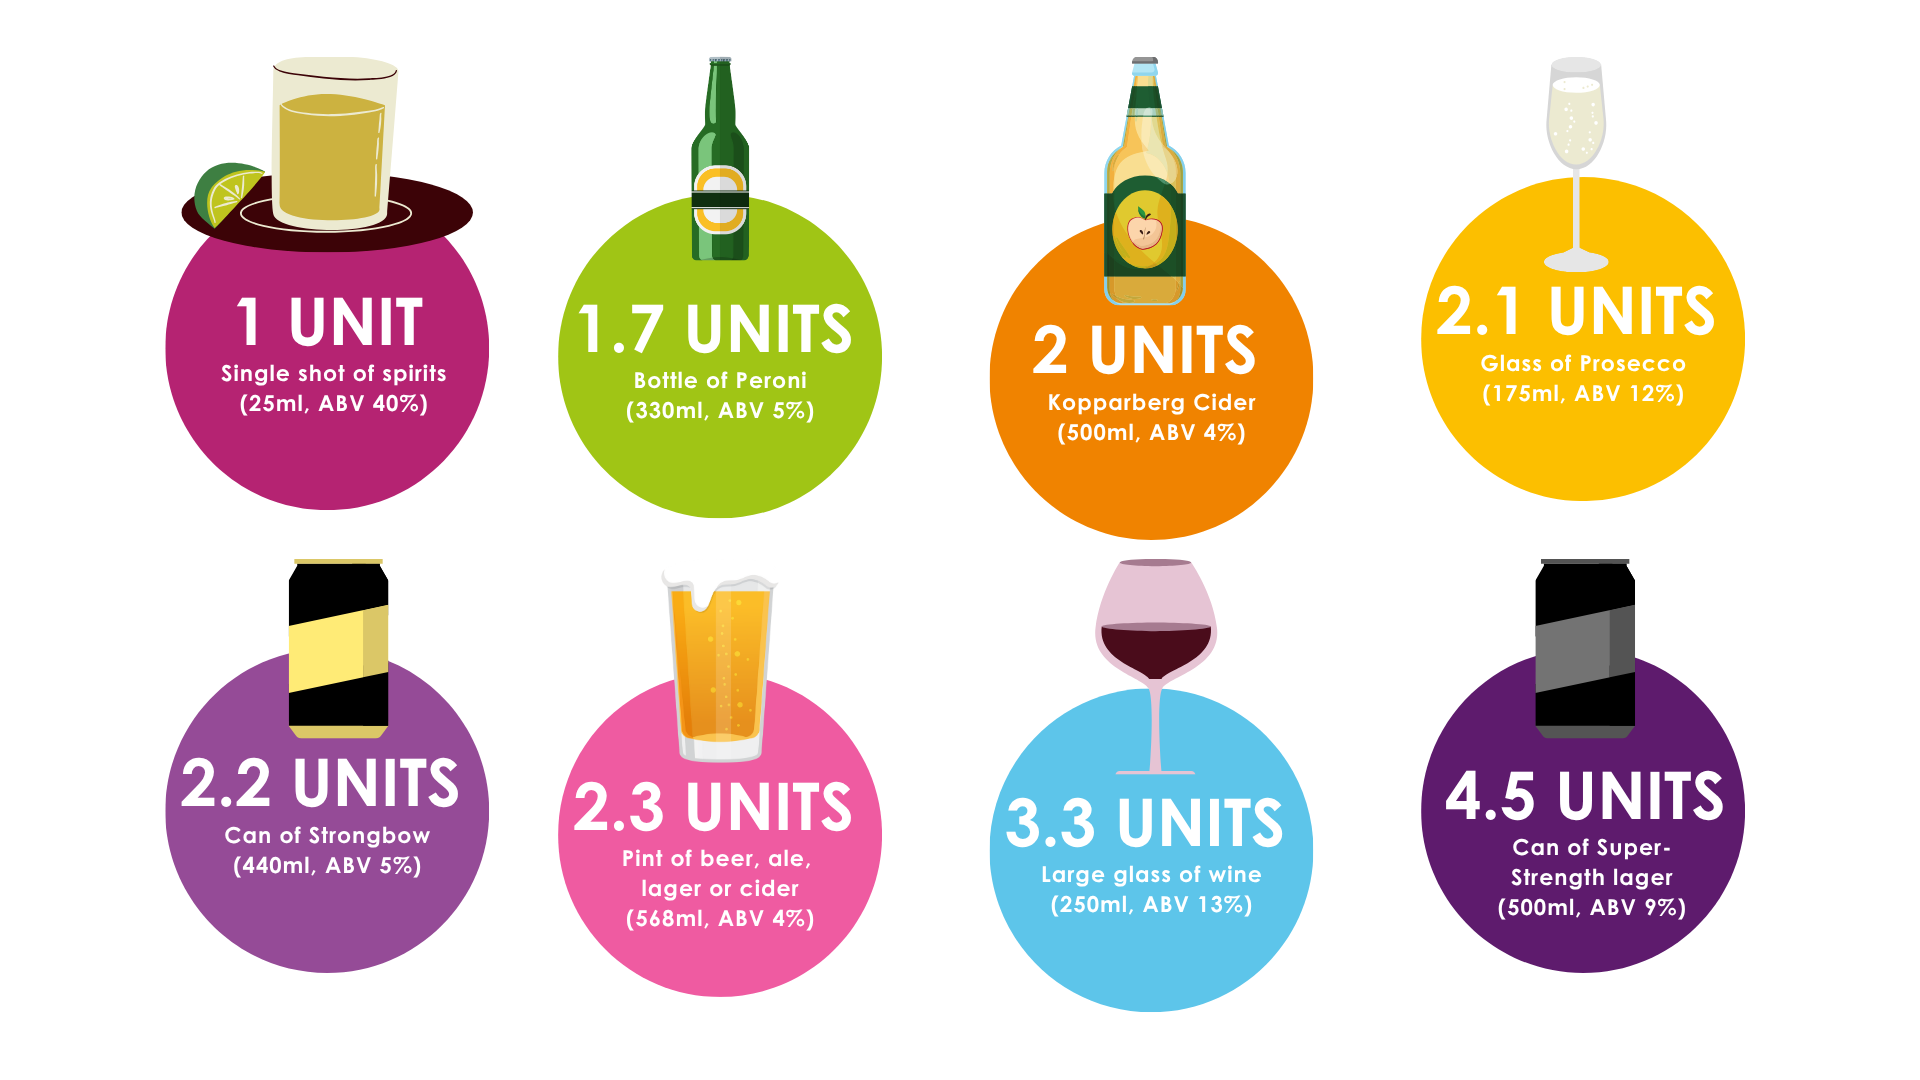 1 UNIT
Single shot of spirits
(25ml, ABV 40%)
1.7 UNITS
Bottle of Peroni
(330ml, ABV 5%)
2 UNITS
Kopparberg Cider
(500ml, ABV 4%)
2.1 UNITS
Glass of Prosecco
(175ml, ABV 12%)
2.2 UNITS
Can of Strongbow
(440ml, ABV 5%)
2.3 UNITS
Pint of beer, ale,
lager or cider
(568ml, ABV 4%)
3.3 UNITS
Large glass of wine
(250ml, ABV 13%)
4.5 UNITS
Can of Super-
Strength lager
(500ml, ABV 9%)